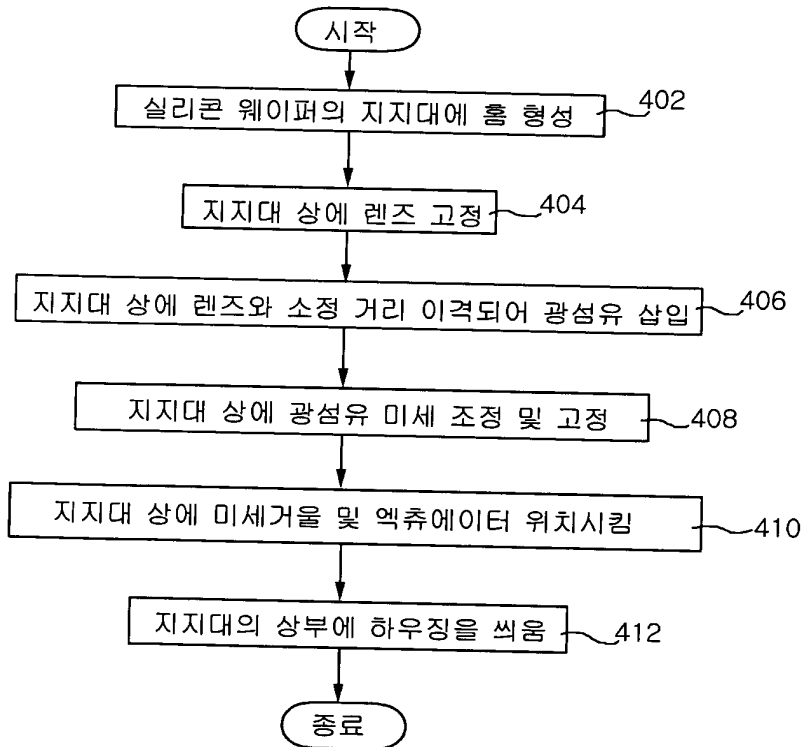 시작
실리콘 웨이퍼의 지지대에 홈 형성
402
지지대 상에 렌즈 고정
404
지지대 상에 렌즈와 소정 거리 이격되어 광섬유 삽입
406
지지대 상에 광섬유 미세 조정 및 고정
408
지지대 상에 미세거울 및 엑츄에이터 위치시킴
410
지지대의 상부에 하우징을 씌움
412
종료